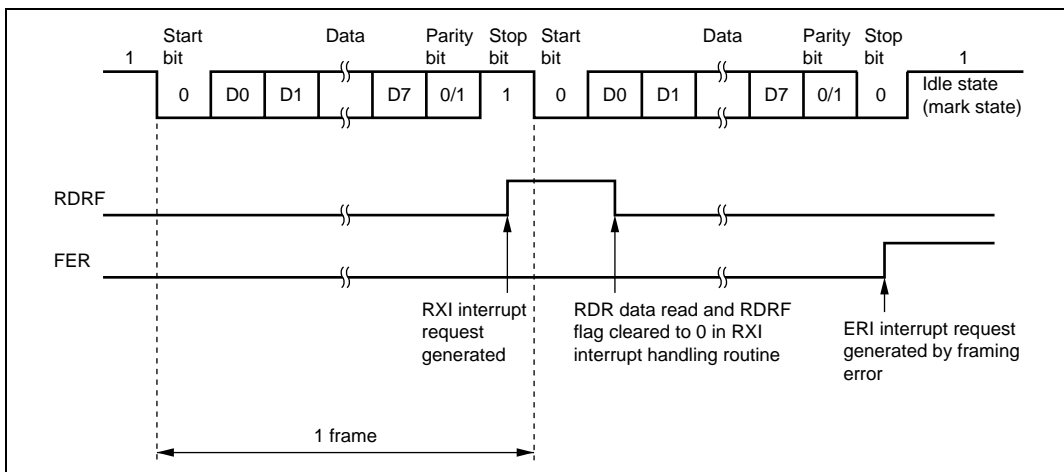 1
Start
bit
Data
Parity
bit
Stop
bit
Start
bit
Data
Parity
bit
Stop
bit
1
0
D0
D1
D7
0/1
1
0
D0
D1
D7
0/1
0
Idle state
(mark state)
RDRF
FER
RXI interrupt
request
generated
RDR data read and RDRF
flag cleared to 0 in RXI
interrupt handling routine
ERI interrupt request
generated by framing
error
1 frame